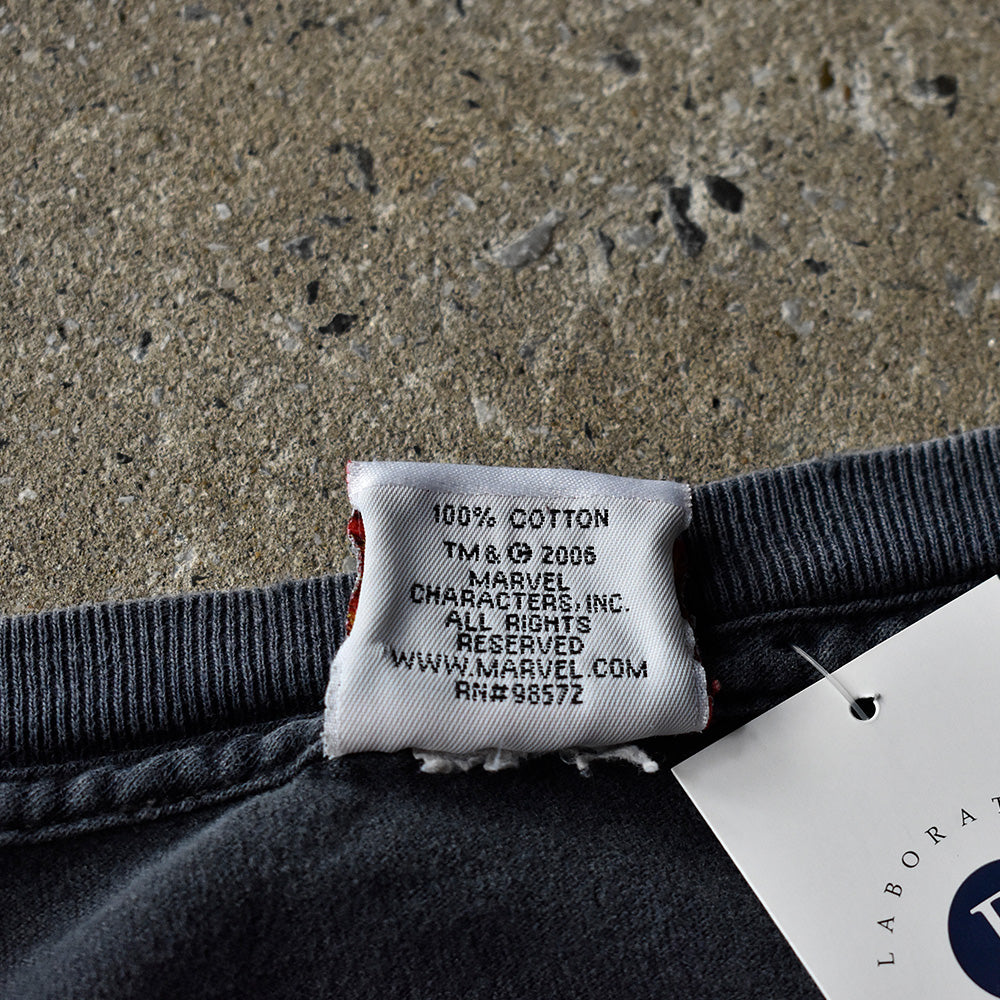 100% COTTON
TM & © 2006
MARVEL
CHARACTERS, INC.
ALL RIGHTS
RESERVED
WWW.MARVEL.COM
RN#98572